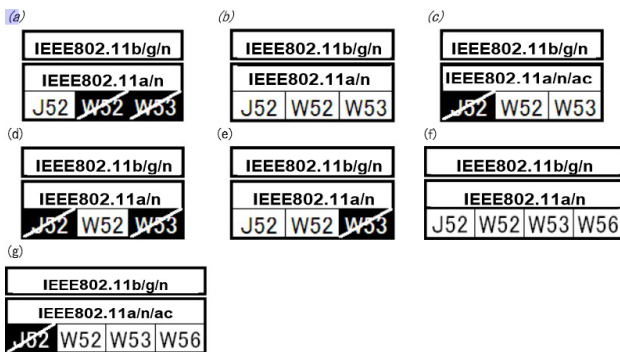 (a) (b) (c)
IEEE802.11b/g/n IEEE802.11b/g/n IEEE802.11b/g/n
IEEE802.11a/n IEEE802.11a/n IEEE802.11a/n/ac
J52 W52 W53 J52 W52 W53 J52 W52 W53
(d) (e) (f)
IEEE802.11b/g/n IEEE802.11b/g/n IEEE802.11b/g/n
IEEE802.11a/n IEEE802.11a/n IEEE802.11a/n
J52 W52 W53 J52 W52 W53 J52 W52 W53 W56
(g)
IEEE802.11b/g/n
IEEE802.11a/n/ac
J52 W52 W53 W56